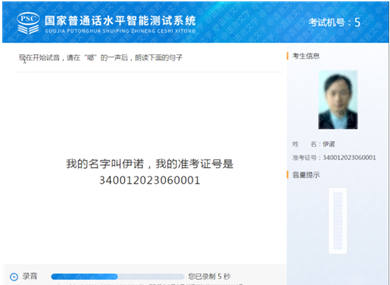 PSC
国家普通话水平智能测试系统
GUOJIA PUTONGHUA SHUIPING ZHINENG CESHI XITONG
考试机号：5
现在开始试音，请在“嘟”的一声后，朗读下面的句子
考生信息
姓 名：伊诺
准考证号：340012023060001
我的名字叫伊诺，我的准考证号是
340012023060001
音量提示
录音
您已录制 5 秒